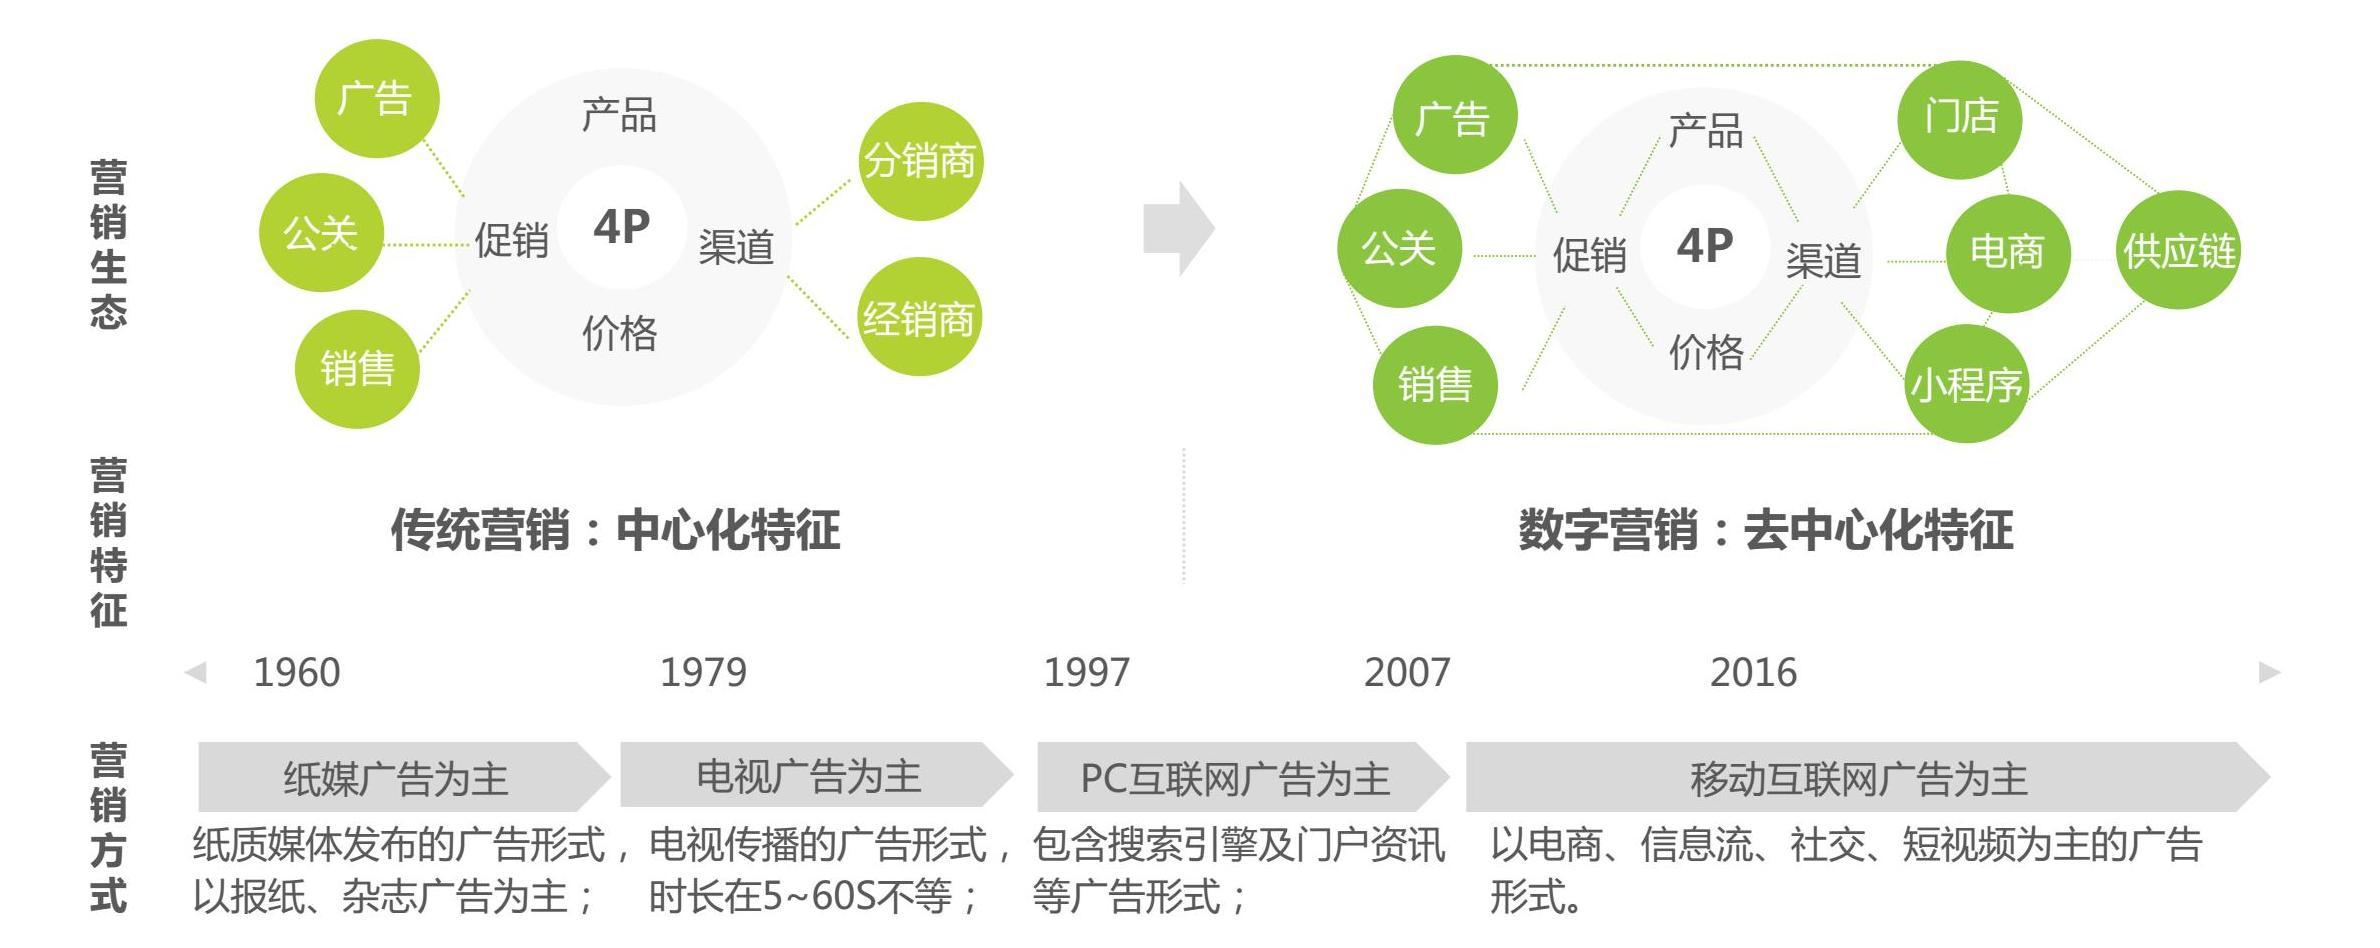 营销生态
广告
公关
销售
产品
促销
4P
渠道
价格
分销商
经销商
广告
公关
销售
产品
促销
4P
渠道
价格
门店
电商
小程序
供应链
营销特征
传统营销：中心化特征
数字营销：去中心化特征
1960
1979
1997
2007
2016
营销方式
纸媒广告为主
纸质媒体发布的广告形式，
以报纸、杂志广告为主；
电视广告为主
电视传播的广告形式，
时长在5~60S不等；
PC互联网广告为主
包含搜索引擎及门户资讯
等广告形式；
移动互联网广告为主
以电商、信息流、社交、短视频为主的广告
形式。